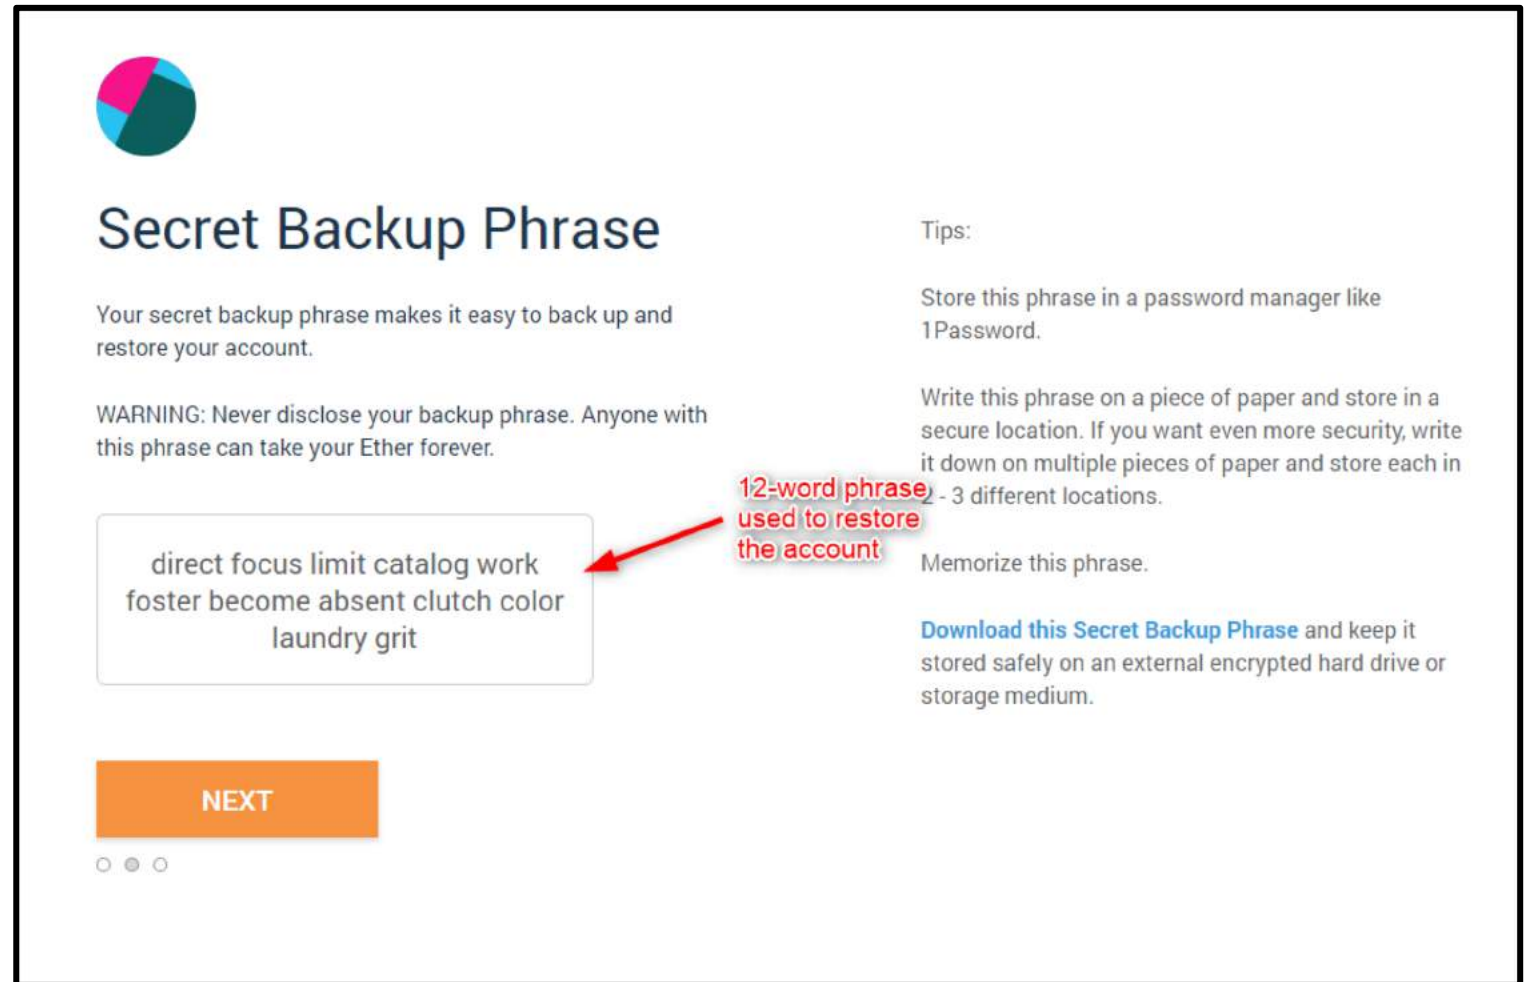 Secret Backup Phrase
Your secret backup phrase makes it easy to back up and
restore your account.
WARNING: Never disclose your backup phrase. Anyone with
this phrase can take your Ether forever.
direct focus limit catalog work
foster become absent clutch color
laundry grit
12-word phrase
used to restore
the account
NEXT
Tips:
Store this phrase in a password manager like
1Password.
Write this phrase on a piece of paper and store in a
secure location. If you want even more security, write
it down on multiple pieces of paper and store each in
2 - 3 different locations.
Memorize this phrase.
Download this Secret Backup Phrase and keep it
stored safely on an external encrypted hard drive or
storage medium.